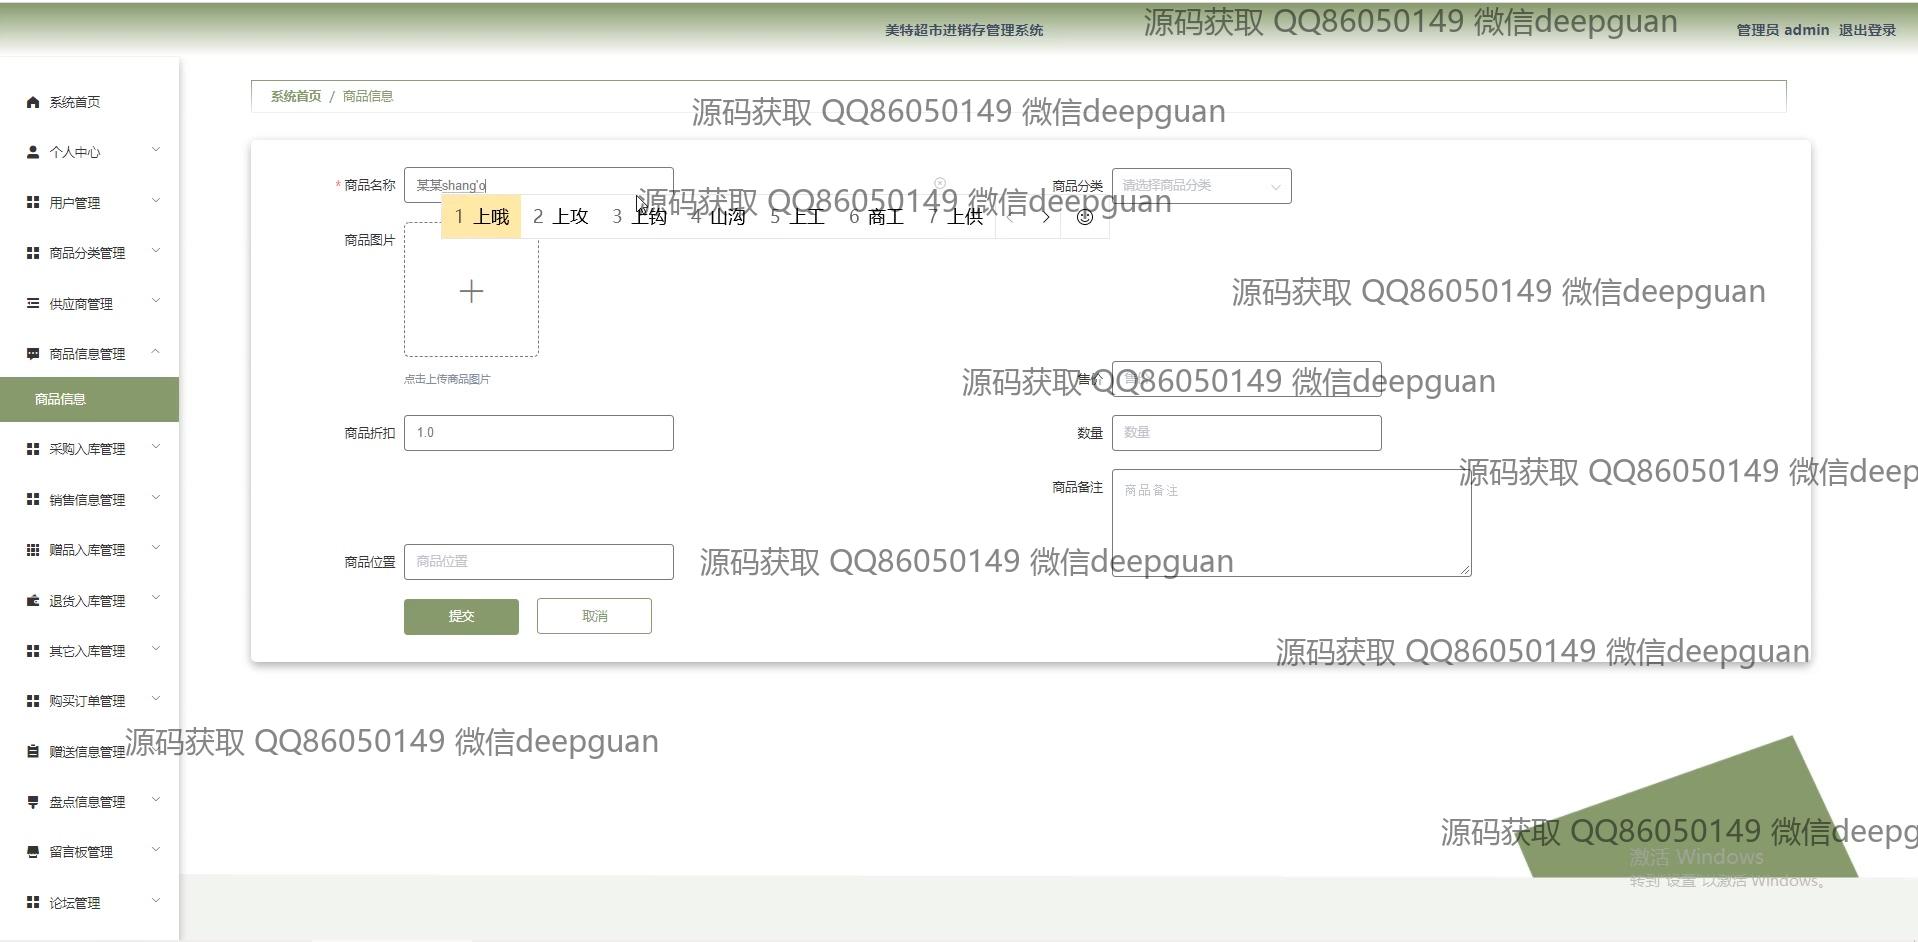 美特超市进销存管理系统
源码获取 QQ86050149 微信deepguan
管理员 admin 退出登录
系统首页
个人中心
用户管理
商品分类管理
供应商管理
商品信息管理
商品信息
采购入库管理
销售信息管理
赠品入库管理
退货入库管理
其它入库管理
购买订单管理
赠送信息管理
盘点信息管理
留言板管理
论坛管理
系统首页 / 商品信息
源码获取 QQ86050149 微信deepguan
* 商品名称 某某shang'o
商品分类 请选择商品分类
源码获取 QQ86050149 微信deepguan
1 上哦 2 上攻 3 上钩 4 山沟 5 上工 6 商工 7 上供
商品图片
源码获取 QQ86050149 微信deepguan
点击上传商品图片
售价
源码获取 QQ86050149 微信deepguan
商品折扣 1.0
数量 数量
源码获取 QQ86050149 微信deep
商品备注 商品备注
商品位置 商品位置
源码获取 QQ86050149 微信deepguan
提交 取消
源码获取 QQ86050149 微信deepguan
源码获取 QQ86050149 微信deepguan
源码获取 QQ86050149 微信deepg
激活 Windows
转到"设置"以激活 Windows。